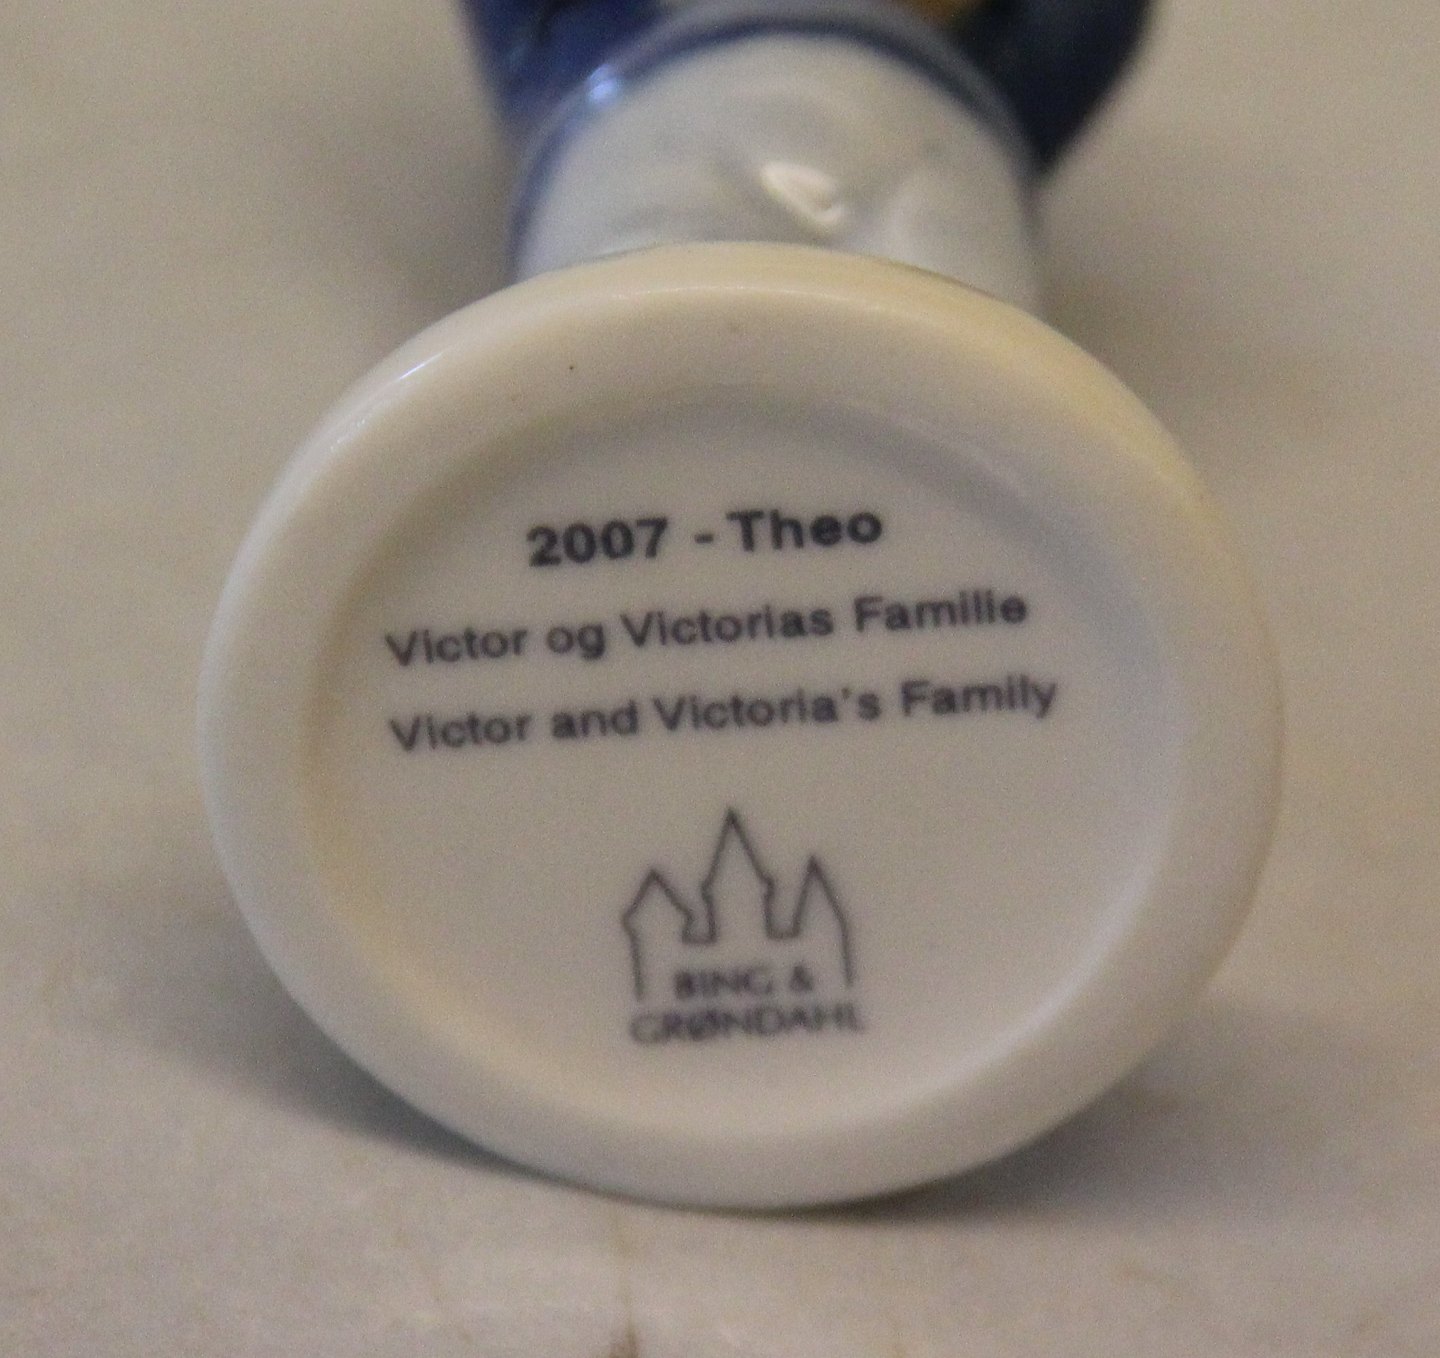 2007 - Theo
Victor og Victorias Familie
Victor and Victoria's Family
BING &
GRØNDAHL